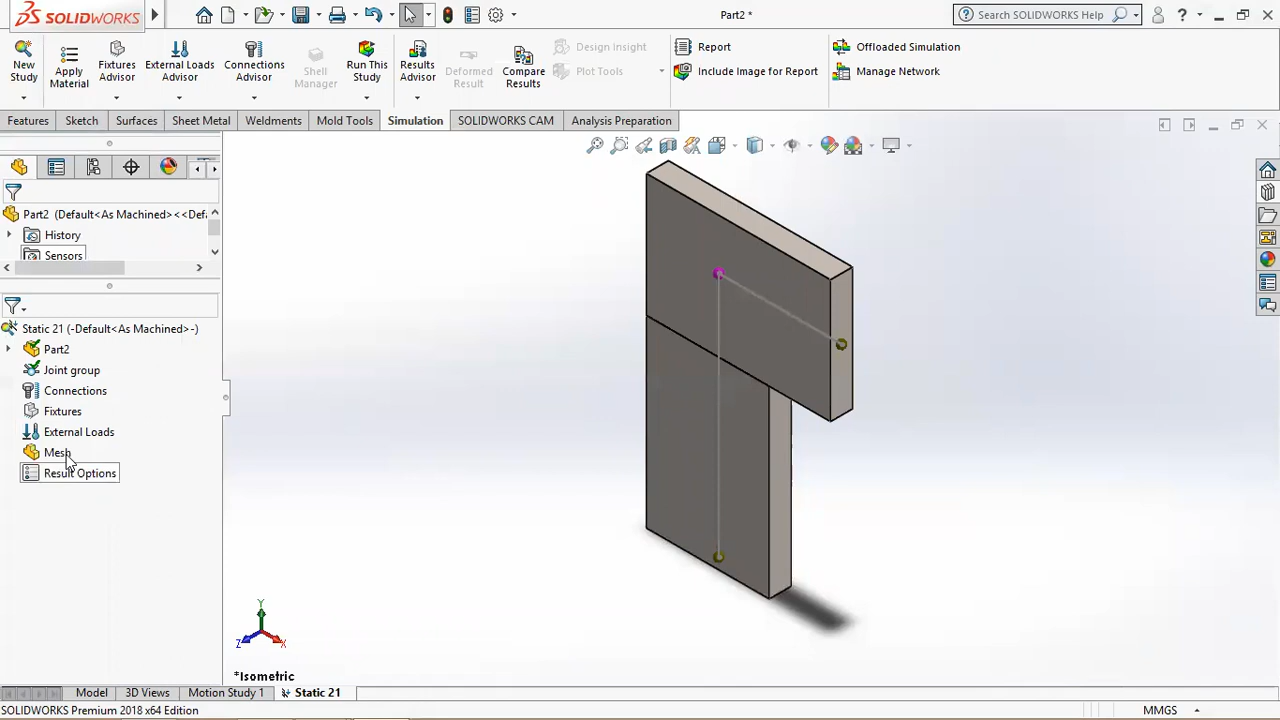 SOLIDWORKS
Part2 *
Search SOLIDWORKS Help
New Study
Apply Material
Fixtures Advisor
External Loads Advisor
Connections Advisor
Shell Manager
Run This Study
Results Advisor
Deformed Result
Compare Results
Design Insight
Plot Tools
Report
Include Image for Report
Offloaded Simulation
Manage Network
Features Sketch Surfaces Sheet Metal Weldments Mold Tools Simulation SOLIDWORKS CAM Analysis Preparation
Part2 (Default<As Machined><<Defa
History
Sensors
Static 21 (-Default<As Machined>-)
Part2
Joint group
Connections
Fixtures
External Loads
Mesh
Result Options
Y
Z
X
*Isometric
Model 3D Views Motion Study 1 Static 21
SOLIDWORKS Premium 2018 x64 Edition
MMGS